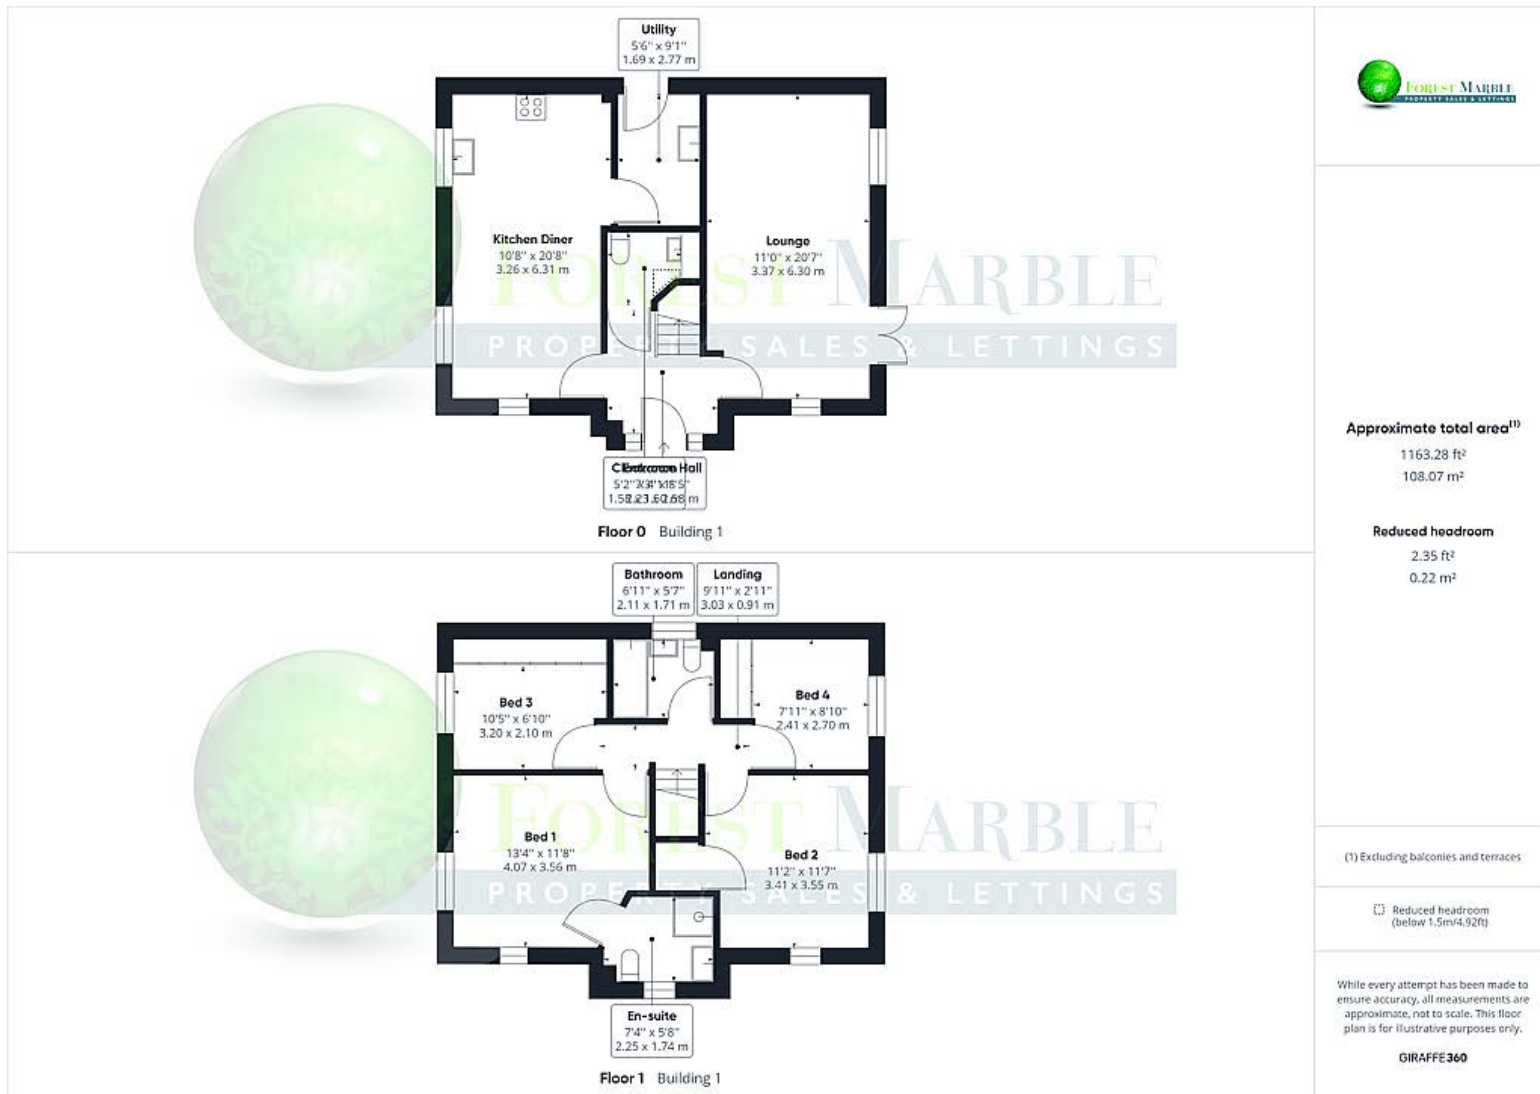 Utility
5'6" x 9'1"
1.69 x 2.77 m
Kitchen Diner
10'8" x 20'8"
3.26 x 6.31 m
Lounge
11'0" x 20'7"
3.37 x 6.30 m
Hall
Floor 0 Building 1
Bathroom
6'11" x 5'7"
2.11 x 1.71 m
Landing
9'11" x 2'11"
3.03 x 0.91 m
Bed 3
10'5" x 6'10"
3.20 x 2.10 m
Bed 4
7'11" x 8'10"
2.41 x 2.70 m
Bed 1
13'4" x 11'8"
4.07 x 3.56 m
Bed 2
11'2" x 11'7"
3.41 x 3.55 m
En-suite
7'4" x 5'8"
2.25 x 1.74 m
Floor 1 Building 1
FOREST MARBLE
PROPERTY SALES & LETTINGS
FOREST MARBLE
PROPERTY SALES & LETTINGS
FOREST MARBLE
PROPERTY SALES & LETTINGS
Approximate total area(1)
1163.28 ft²
108.07 m²
Reduced headroom
2.35 ft²
0.22 m²
(1) Excluding balconies and terraces
Reduced headroom
(below 1.5m/4.92ft)
While every attempt has been made to
ensure accuracy, all measurements are
approximate, not to scale. This floor
plan is for illustrative purposes only.
GIRAFFE360